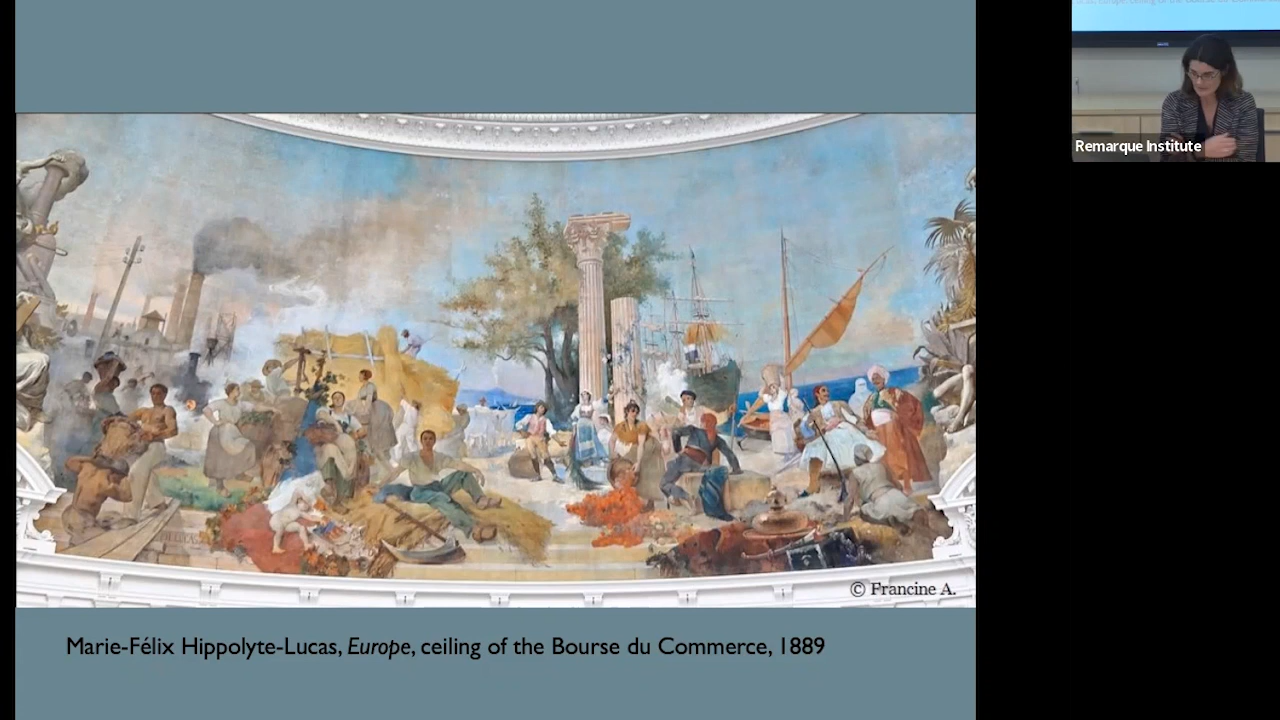 Remarque Institute
© Francine A.
Marie-Félix Hippolyte-Lucas, Europe, ceiling of the Bourse du Commerce, 1889